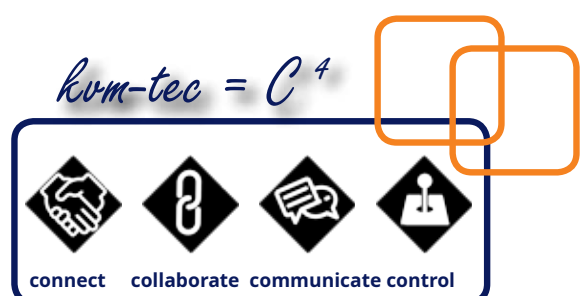 kvm-tec = C⁴
connect collaborate communicate control